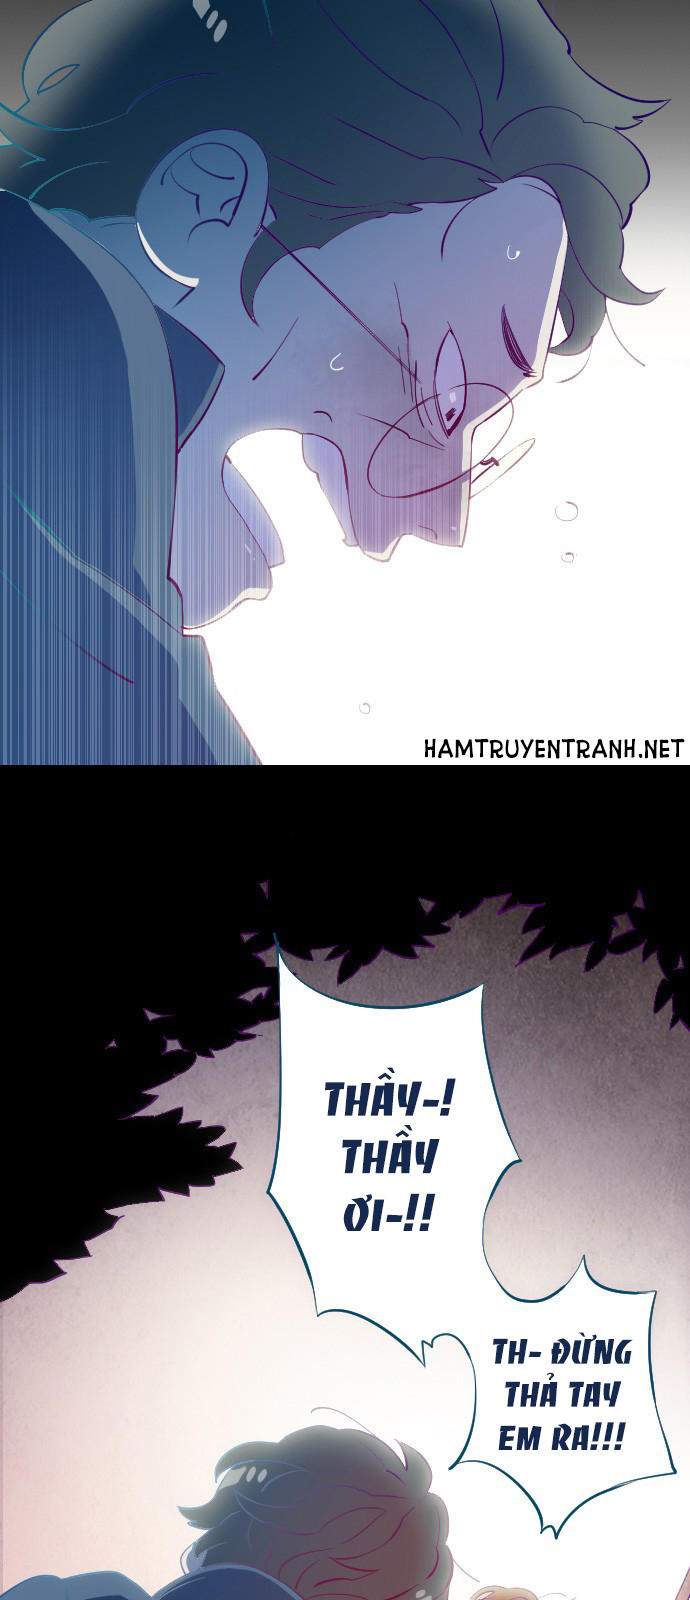 HAMTRUYENTRANH.NET
THẦY-!
THẦY
ƠI-!!
TH- ĐỪNG
THẢ TAY
EM RA!!!